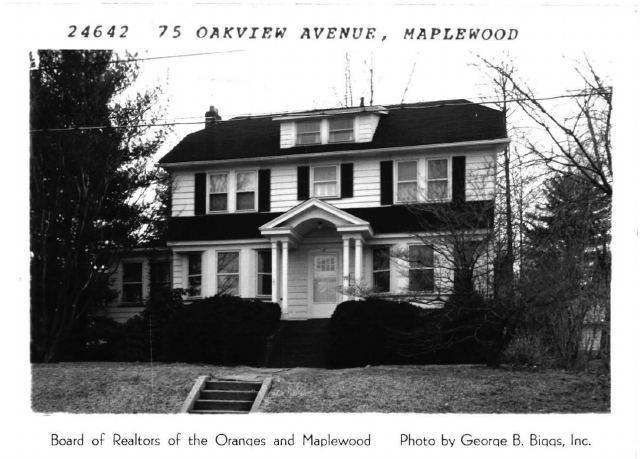 24642 75 OAKVIEW AVENUE, MAPLEWOOD
Board of Realtors of the Oranges and Maplewood Photo by George B. Biggs, Inc.